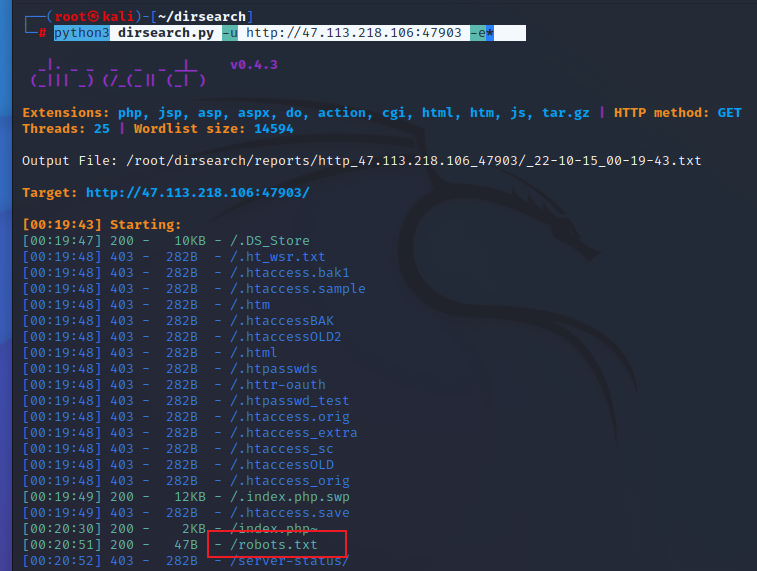 ┌──(root㉿kali)-[~/dirsearch]
└─# python3 dirsearch.py -u http://47.113.218.106:47903 -e*
_|. _ _  _  _  _ _|_    v0.4.3
(_||| _) (/_(_|| (_| )
Extensions: php, jsp, asp, aspx, do, action, cgi, html, htm, js, tar.gz | HTTP method: GET
Threads: 25 | Wordlist size: 14594
Output File: /root/dirsearch/reports/http_47.113.218.106_47903/_22-10-15_00-19-43.txt
Target: http://47.113.218.106:47903/
[00:19:43] Starting:
[00:19:47] 200 -   10KB - /.DS_Store
[00:19:48] 403 -  282B  - /.ht_wsr.txt
[00:19:48] 403 -  282B  - /.htaccess.bak1
[00:19:48] 403 -  282B  - /.htaccess.sample
[00:19:48] 403 -  282B  - /.htm
[00:19:48] 403 -  282B  - /.htaccessBAK
[00:19:48] 403 -  282B  - /.htaccessOLD2
[00:19:48] 403 -  282B  - /.html
[00:19:48] 403 -  282B  - /.htpasswds
[00:19:48] 403 -  282B  - /.httr-oauth
[00:19:48] 403 -  282B  - /.htpasswd_test
[00:19:48] 403 -  282B  - /.htaccess.orig
[00:19:48] 403 -  282B  - /.htaccess_extra
[00:19:48] 403 -  282B  - /.htaccess_sc
[00:19:48] 403 -  282B  - /.htaccessOLD
[00:19:48] 403 -  282B  - /.htaccess_orig
[00:19:49] 200 -   12KB - /.index.php.swp
[00:19:49] 403 -  282B  - /.htaccess.save
[00:20:30] 200 -    2KB - /index.php~
[00:20:51] 200 -   47B  - /robots.txt
[00:20:52] 403 -  282B  - /server-status/